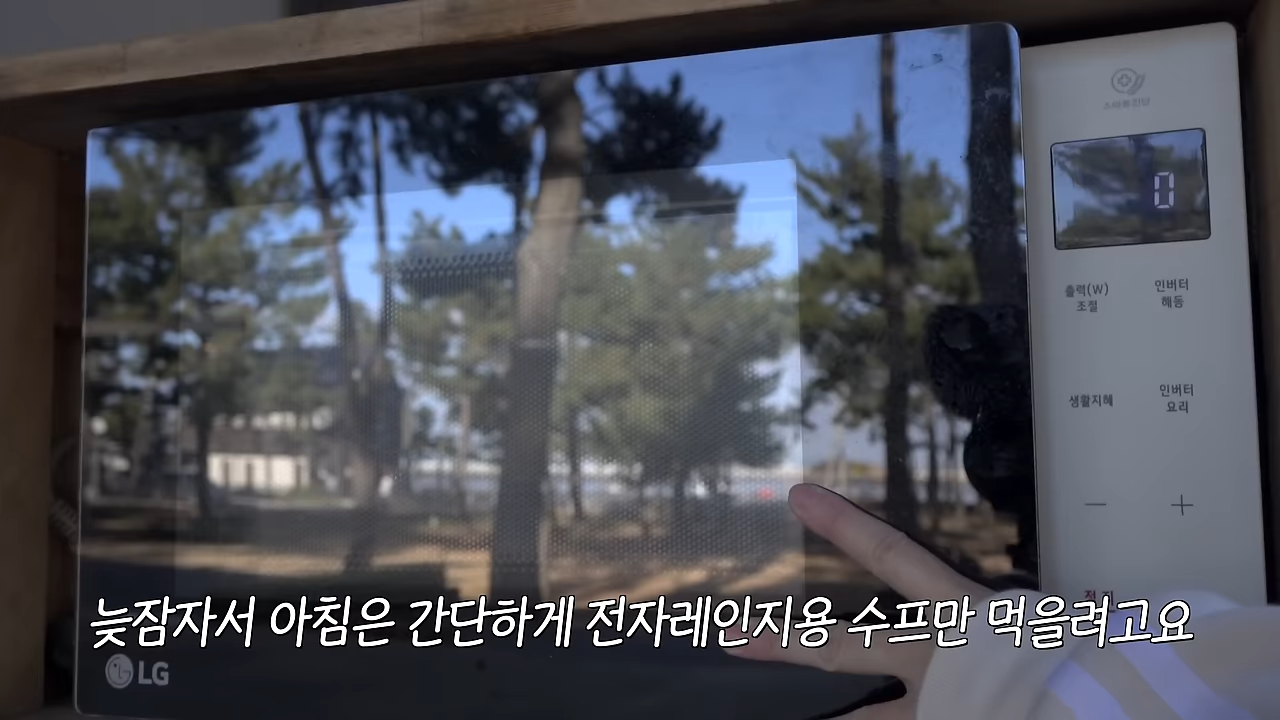 0
출력(W)
조절
인버터
해동
생활지혜
인버터
요리
− +
늦잠자서 아침은 간단하게 전자레인지용 수프만 먹을려고요
LG